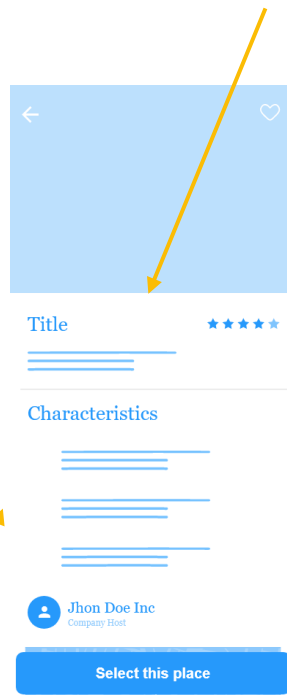 Title
Characteristics
Jhon Doe Inc
Company Host
Select this place